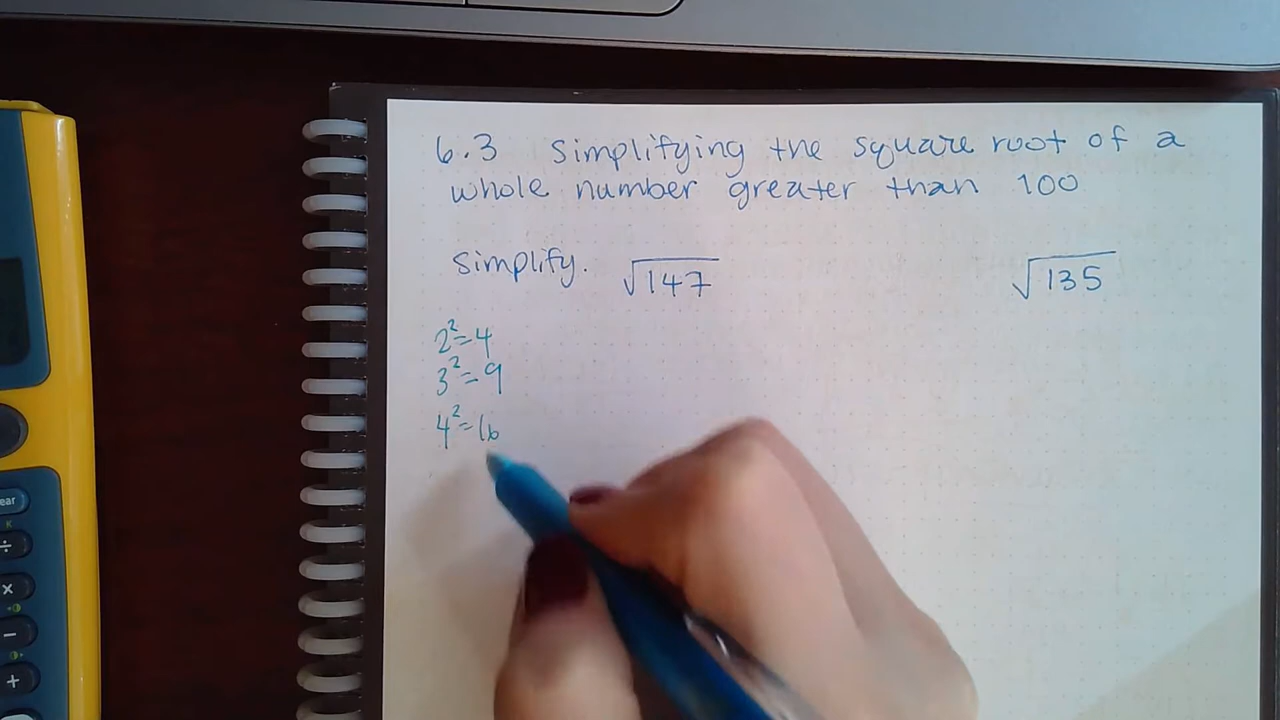 6.3 Simplifying the square root of a
whole number greater than 100
Simplify. √147 √135
2²=4
3²=9
4²=16
ear
K
÷
×
−
+